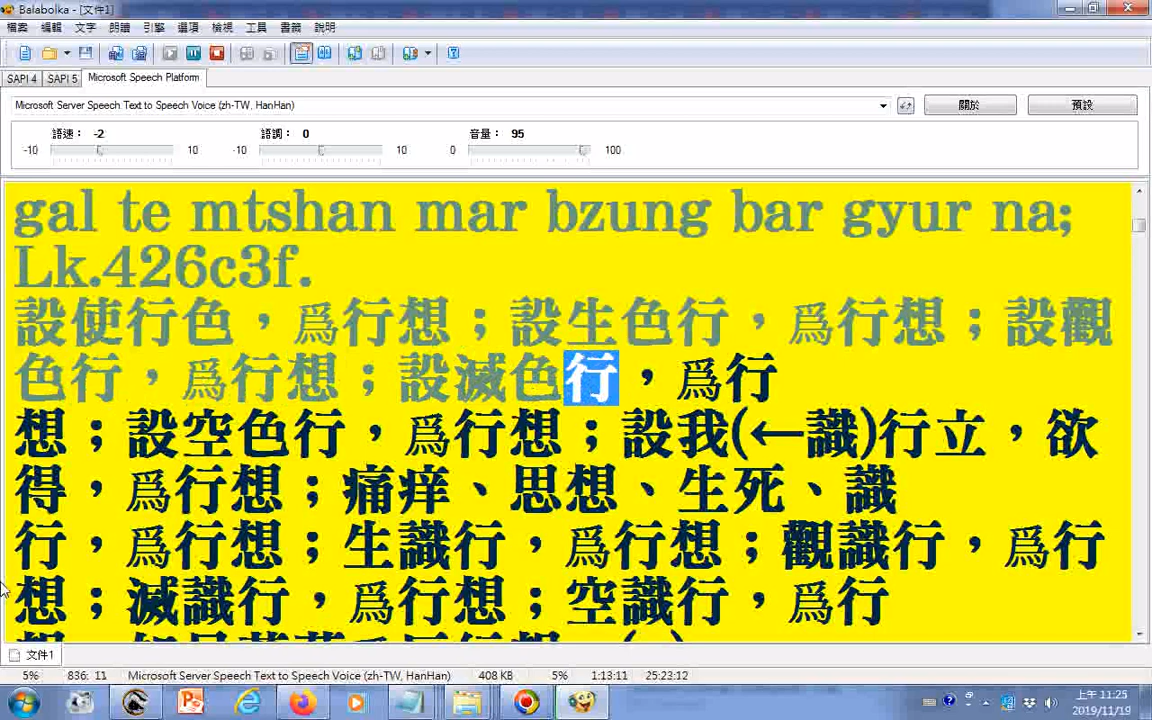 Balabolka - [文件1]
檔案 編輯 文字 朗讀 引擎 選項 檢視 工具 書籤 說明
SAPI 4 SAPI 5 Microsoft Speech Platform
Microsoft Server Speech Text to Speech Voice (zh-TW, HanHan) 關於 預設
語速： -2 語調： 0 音量： 95
-10 10 -10 10 0 100
gal te mtshan mar bzung bar gyur na;
Lk.426c3f.
設使行色，爲行想；設生色行，爲行想；設觀
色行，爲行想；設滅色行，爲行
想；設空色行，爲行想；設我(←識)行立，欲
得，爲行想；痛痒、思想、生死、識
行，爲行想；生識行，爲行想；觀識行，爲行
想；滅識行，爲行想；空識行，爲行
文件1
5% 836: 11 Microsoft Server Speech Text to Speech Voice (zh-TW, HanHan) 408 KB 5% 1:13:11 25:23:12
上午 11:25
2019/11/19